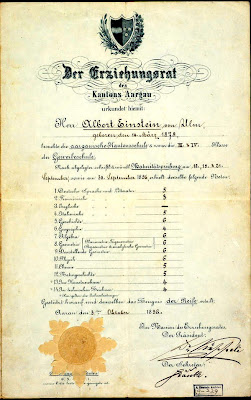 Der Erziehungsrat
des
Kantons Aargau
urkundet hiemit:
Herr Albert Einstein von Ulm,
geboren den 14. März 1879,
besuchte die aargauische Kantonsschule & zwar die III. & IV. Klasse
der Gewerbeschule.
Nach abgelegter schriftl. & mündl. Maturitätsprüfung am 18., 19. & 21.
September, sowie am 30. September 1896, erhielt derselbe folgende Noten:
1. Deutsche Sprache und Litteratur 5
2. Französische 3
3. Englische —
4. Italienische 5
5. Geschichte 6
6. Geographie 4
7. Algebra 6
8. Geometrie 6
9. Darstellende Geometrie 6
10. Physik 6
11. Chemie 5
12. Naturgeschichte 5
13. Im Kunstzeichnen 4
14. Im technischen Zeichnen 4
Gestützt hierauf wird demselben das Zeugnis der Reife erteilt.
Aarau den 3ten Oktober 1896.
Im Namen des Erziehungsrates,
Der Präsident:
Der Sekretär: